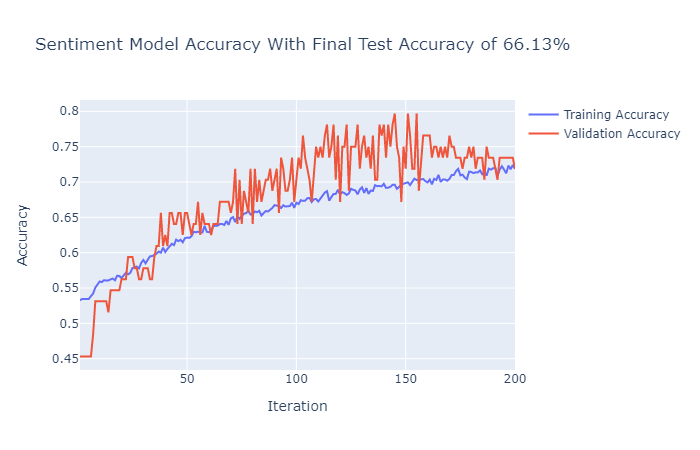 Sentiment Model Accuracy With Final Test Accuracy of 66.13%
Training Accuracy
Validation Accuracy
0.8
0.75
0.7
0.65
0.6
0.55
0.5
0.45
Accuracy
50
100
150
200
Iteration